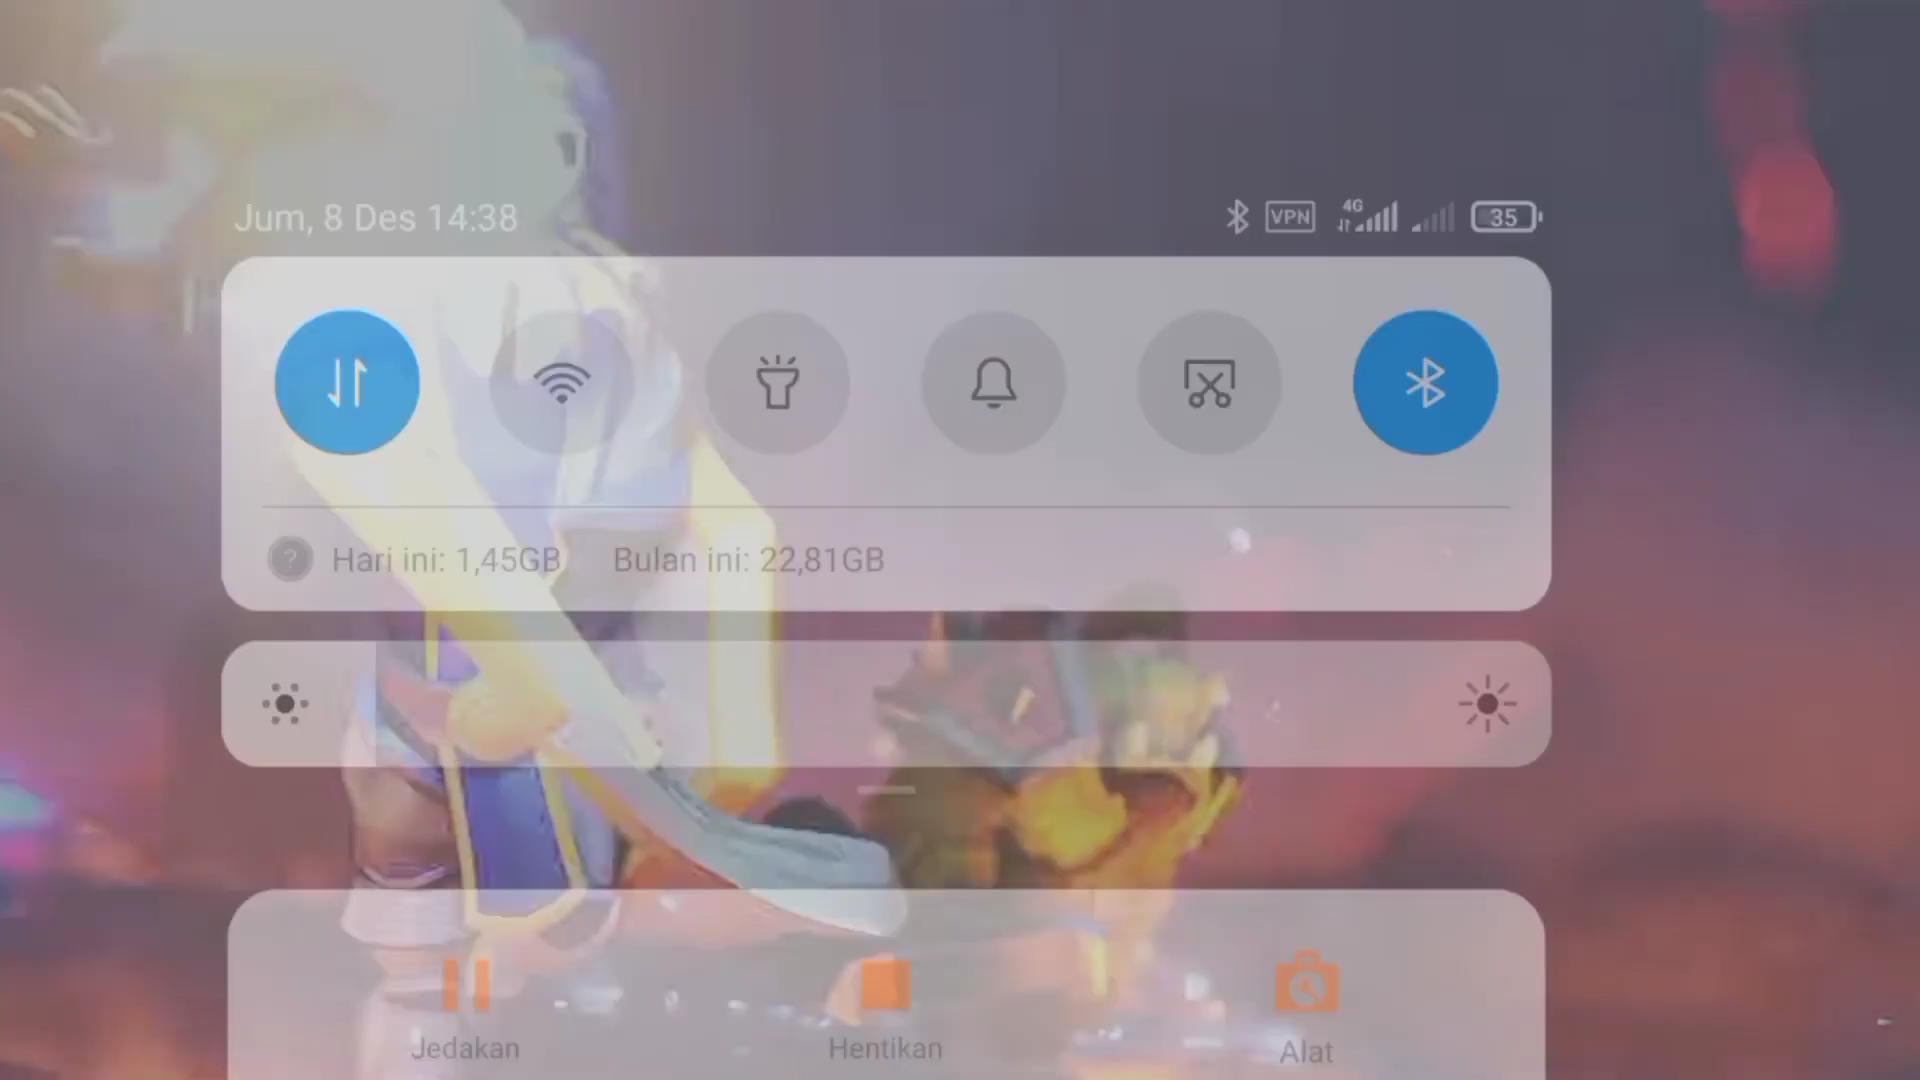 Jum, 8 Des 14:38
VPN 4G 35
?
Hari ini: 1,45GB Bulan ini: 22,81GB
Jedakan Hentikan Alat